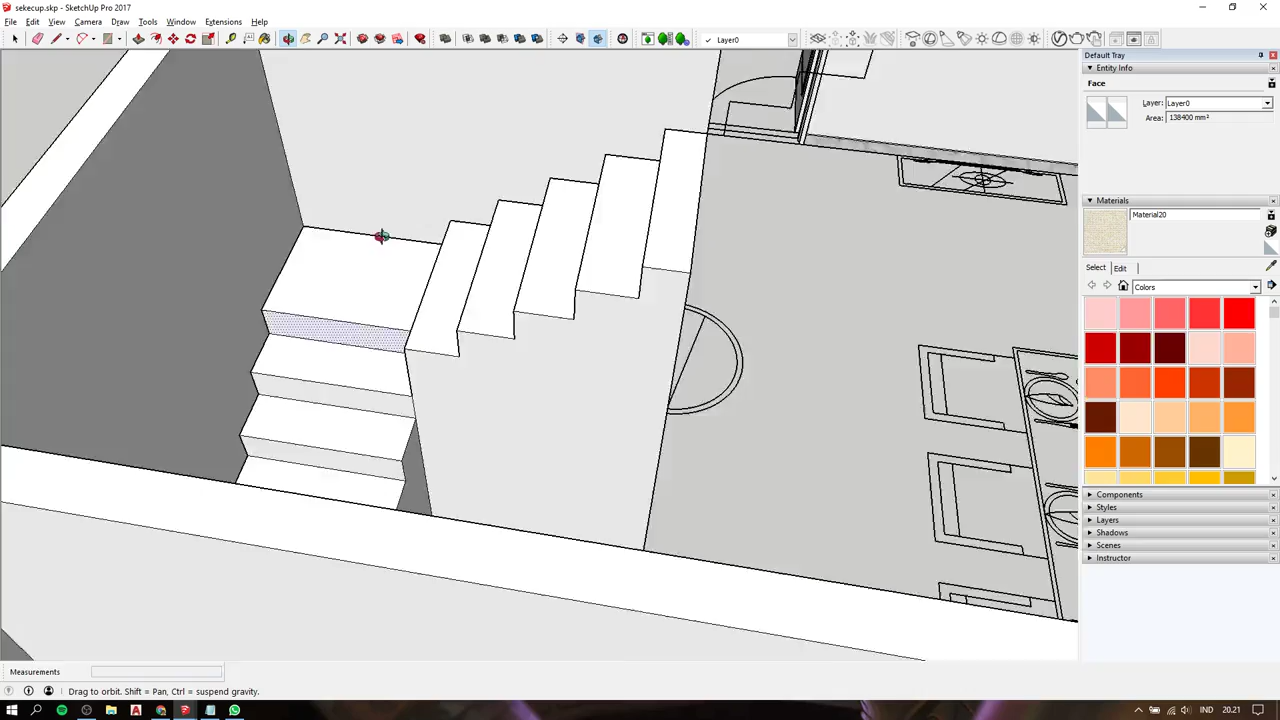 sekecup.skp - SketchUp Pro 2017
File Edit View Camera Draw Tools Window Extensions Help
Layer0
Default Tray
Entity Info
Face
Layer: Layer0
Area: 138400 mm²
Materials
Material20
Select Edit
Colors
Components
Styles
Layers
Shadows
Scenes
Instructor
Measurements
Drag to orbit. Shift = Pan, Ctrl = suspend gravity.
IND 20.21